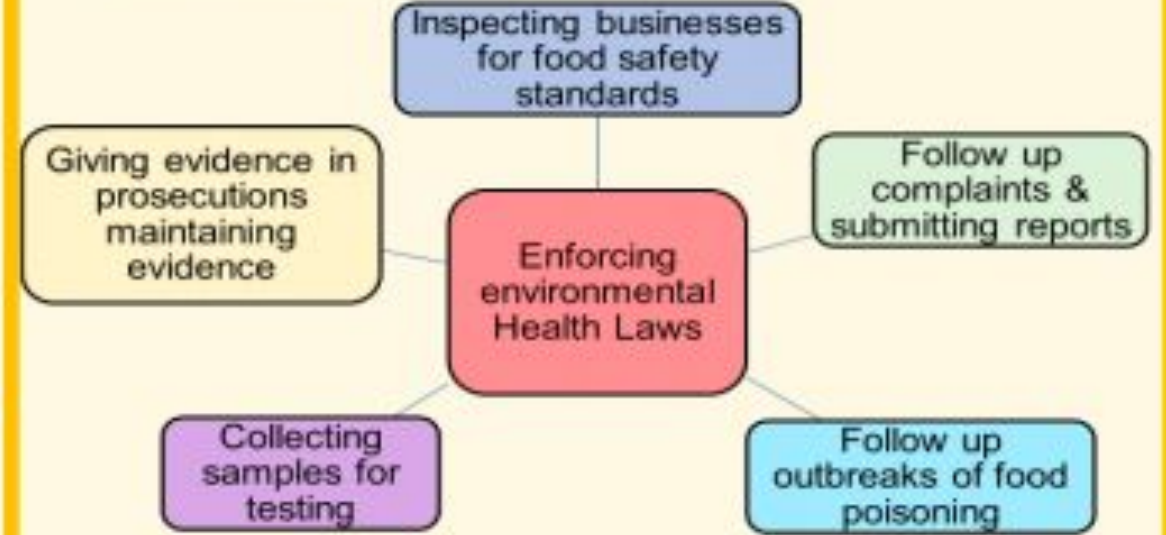 Inspecting businesses
for food safety
standards
Giving evidence in
prosecutions
maintaining
evidence
Follow up
complaints &
submitting reports
Enforcing
environmental
Health Laws
Collecting
samples for
testing
Follow up
outbreaks of food
poisoning